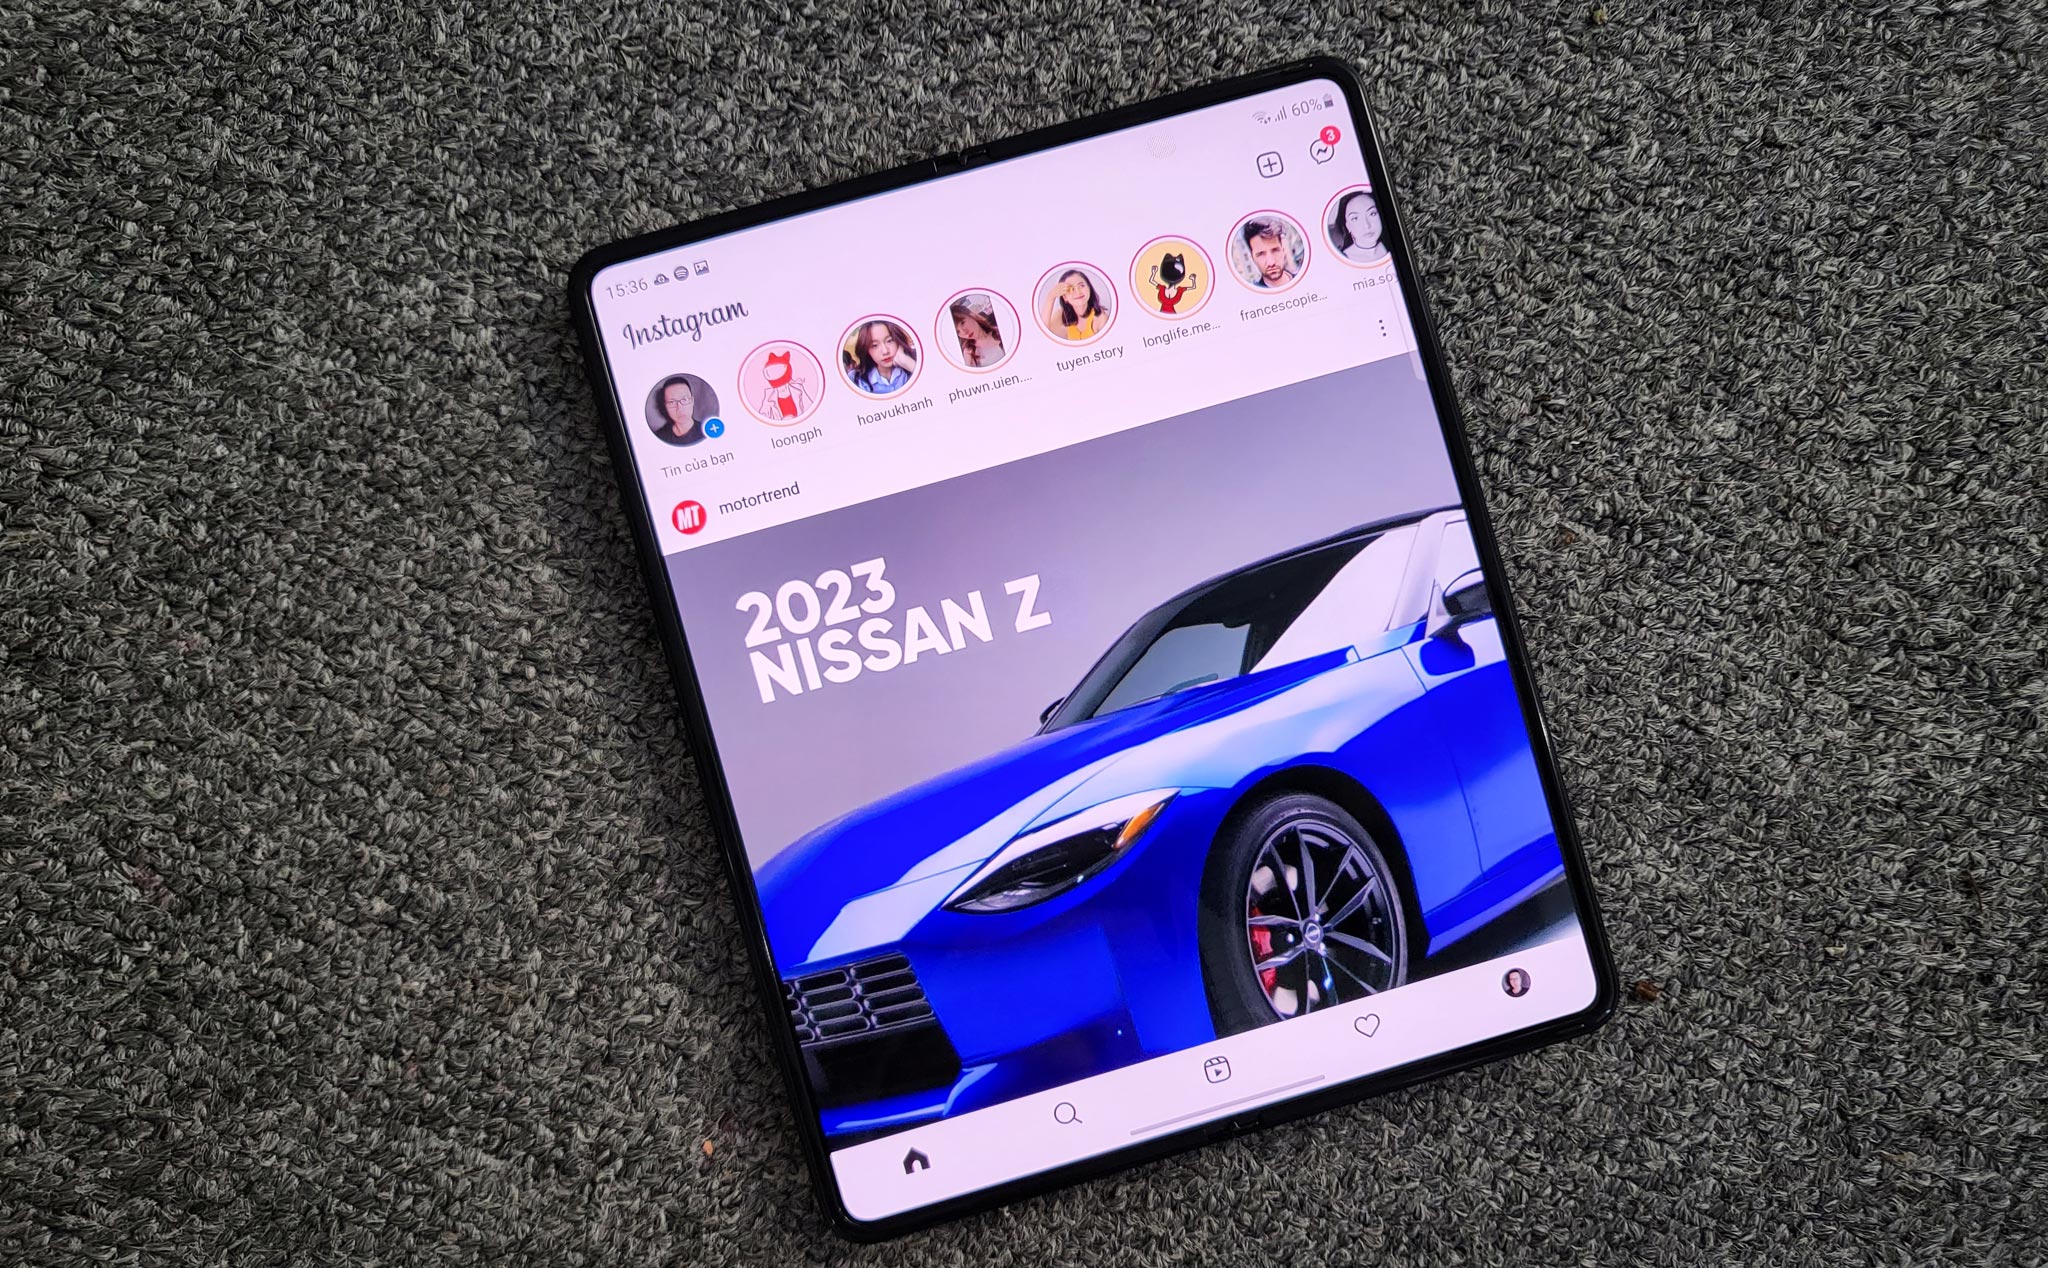 15:36
60%
3
Instagram
Tin của bạn
loongph
hoavukhanh
phuwn.uien....
tuyen.story
longlife.me...
francescopie...
mia.so
MT
motortrend
2023
NISSAN Z